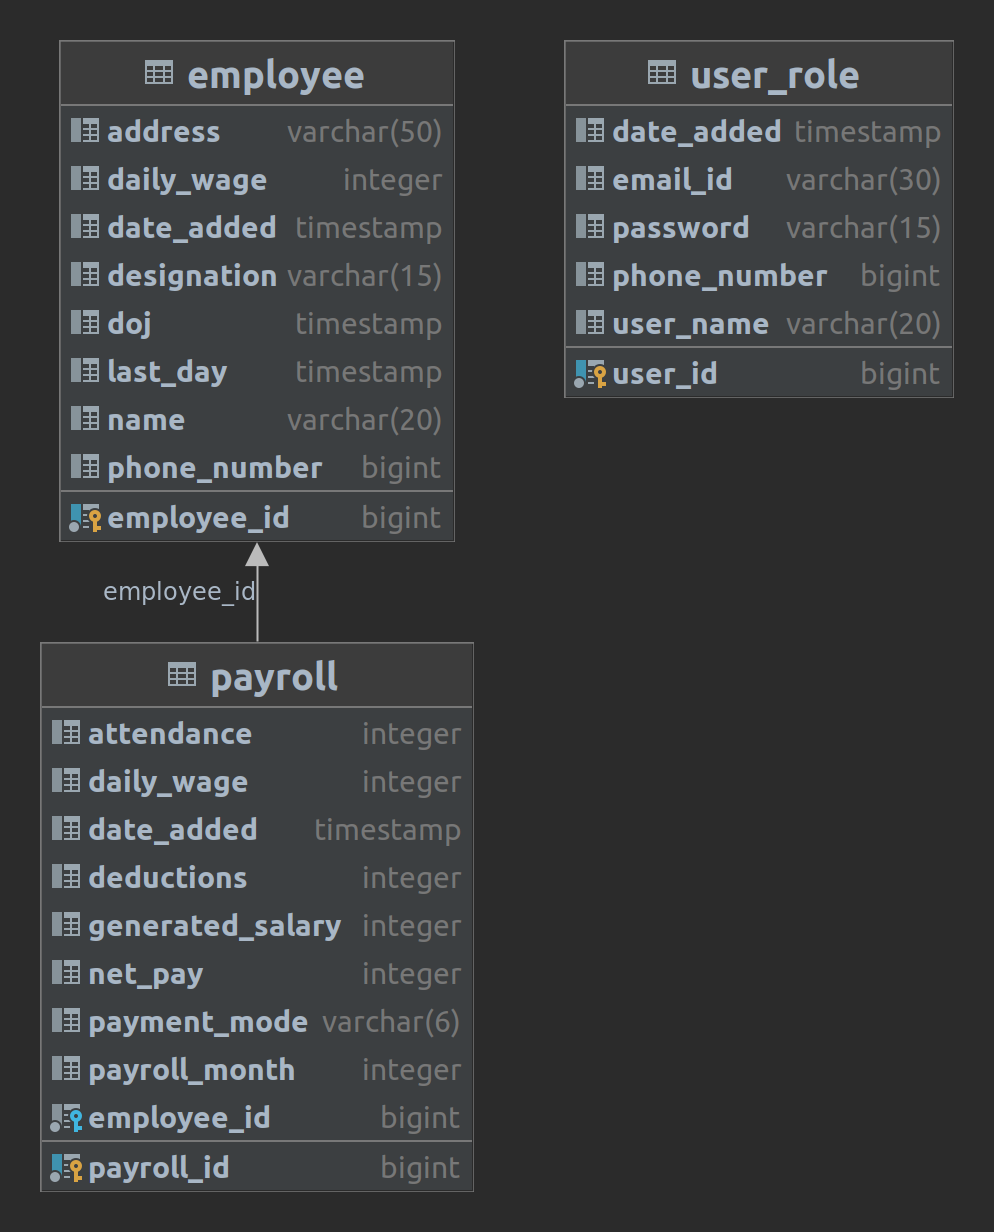 employee
address varchar(50)
daily_wage integer
date_added timestamp
designation varchar(15)
doj timestamp
last_day timestamp
name varchar(20)
phone_number bigint
employee_id bigint
user_role
date_added timestamp
email_id varchar(30)
password varchar(15)
phone_number bigint
user_name varchar(20)
user_id bigint
employee_id
payroll
attendance integer
daily_wage integer
date_added timestamp
deductions integer
generated_salary integer
net_pay integer
payment_mode varchar(6)
payroll_month integer
employee_id bigint
payroll_id bigint